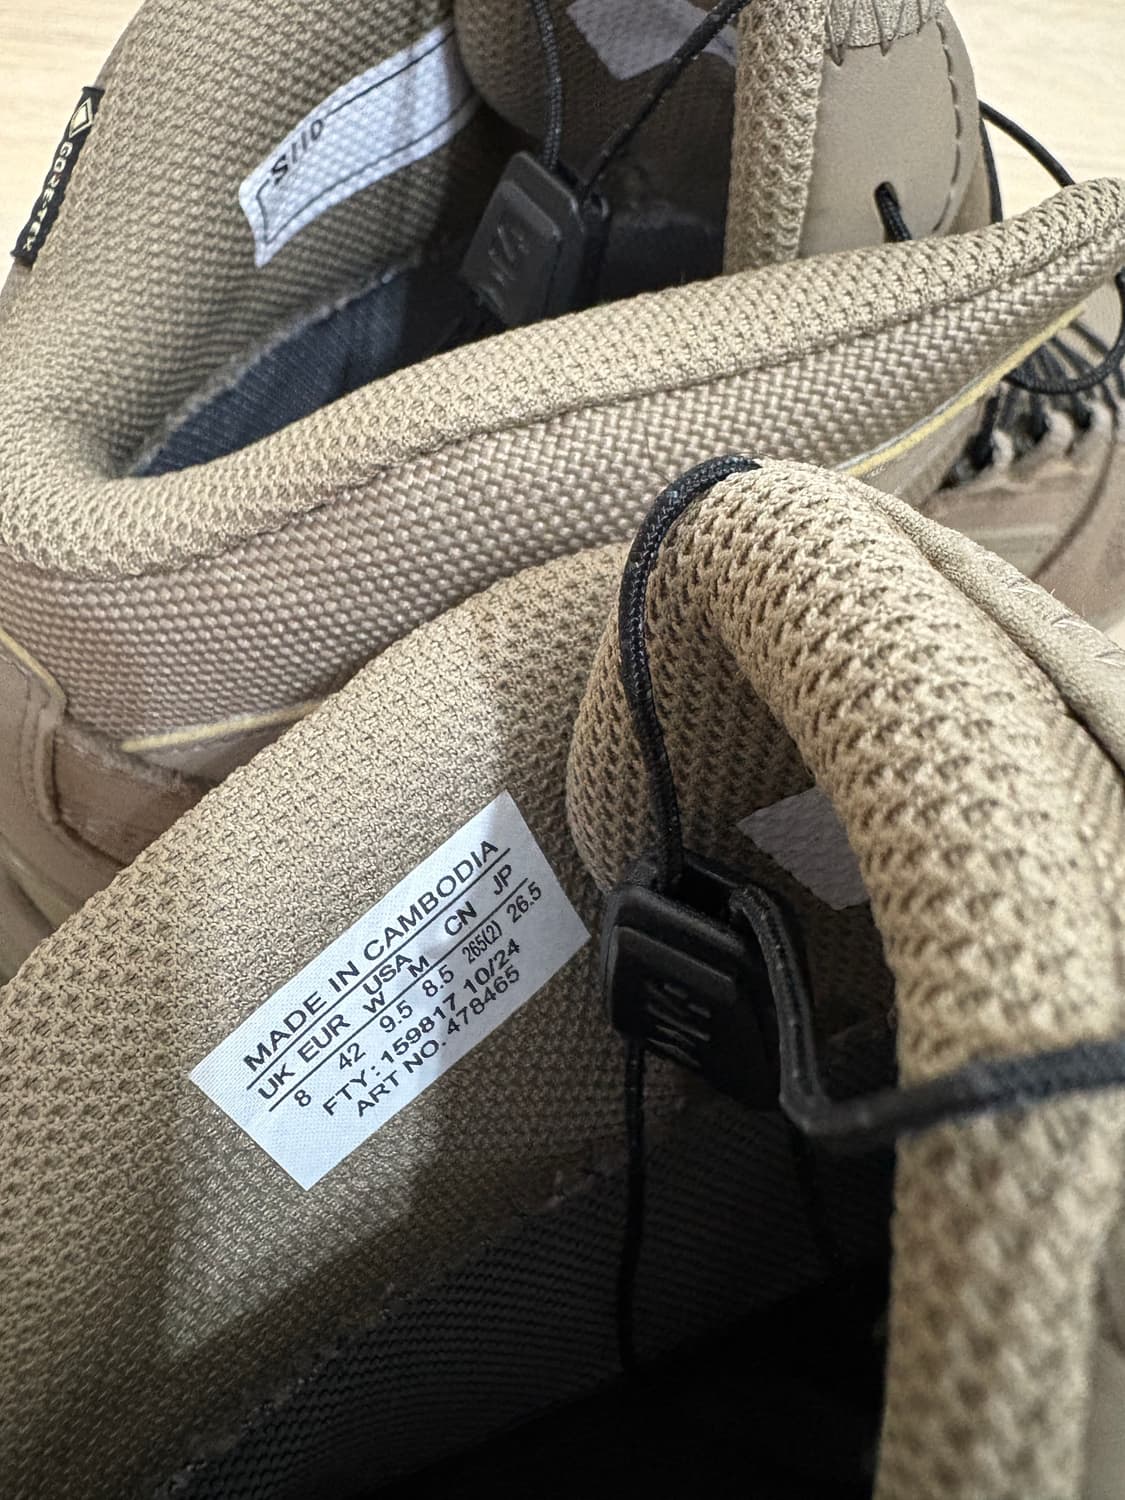 GORE-TEX
S110
MADE IN CAMBODIA
USA CN JP
UK EUR W M
8 42 9.5 8.5 265(2) 26.5
FTY: 159817 10/24
ART NO. 478465